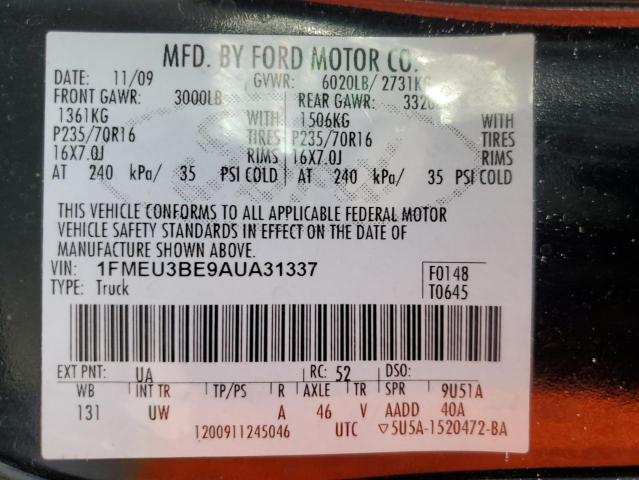 MFD. BY FORD MOTOR CO.
DATE: 11/09 GVWR: 6020LB/ 2731KG
FRONT GAWR: 3000LB REAR GAWR: 3320
1361KG WITH 1506KG WITH
P235/70R16 TIRES P235/70R16 TIRES
16X7.0J RIMS 16X7.0J RIMS
AT 240 kPa/ 35 PSI COLD AT 240 kPa/ 35 PSI COLD
THIS VEHICLE CONFORMS TO ALL APPLICABLE FEDERAL MOTOR
VEHICLE SAFETY STANDARDS IN EFFECT ON THE DATE OF
MANUFACTURE SHOWN ABOVE.
VIN: 1FMEU3BE9AUA31337 F0148
TYPE: Truck T0645
EXT PNT: UA RC: 52 DSO:
WB INT TR TP/PS R AXLE TR SPR 9U51A
131 UW A 46 V AADD 40A
1200911245046 UTC ▽5U5A-1520472-BA